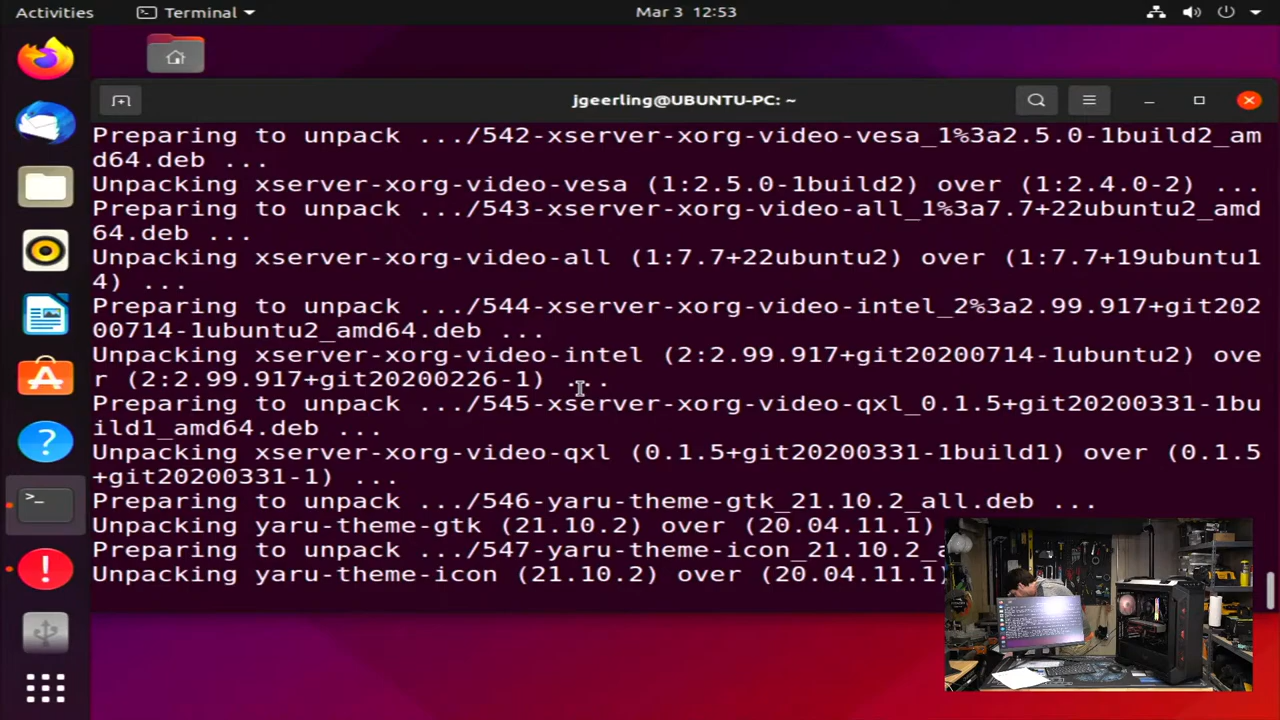 Activities Terminal Mar 3 12:53
jgeerling@UBUNTU-PC: ~
Preparing to unpack .../542-xserver-xorg-video-vesa_1%3a2.5.0-1build2_am
d64.deb ...
Unpacking xserver-xorg-video-vesa (1:2.5.0-1build2) over (1:2.4.0-2) ...
Preparing to unpack .../543-xserver-xorg-video-all_1%3a7.7+22ubuntu2_amd
64.deb ...
Unpacking xserver-xorg-video-all (1:7.7+22ubuntu2) over (1:7.7+19ubuntu1
4) ...
Preparing to unpack .../544-xserver-xorg-video-intel_2%3a2.99.917+git202
00714-1ubuntu2_amd64.deb ...
Unpacking xserver-xorg-video-intel (2:2.99.917+git20200714-1ubuntu2) ove
r (2:2.99.917+git20200226-1) ...
Preparing to unpack .../545-xserver-xorg-video-qxl_0.1.5+git20200331-1bu
ild1_amd64.deb ...
Unpacking xserver-xorg-video-qxl (0.1.5+git20200331-1build1) over (0.1.5
+git20200331-1) ...
Preparing to unpack .../546-yaru-theme-gtk_21.10.2_all.deb ...
Unpacking yaru-theme-gtk (21.10.2) over (20.04.11.1)
Preparing to unpack .../547-yaru-theme-icon_21.10.2_
Unpacking yaru-theme-icon (21.10.2) over (20.04.11.1)